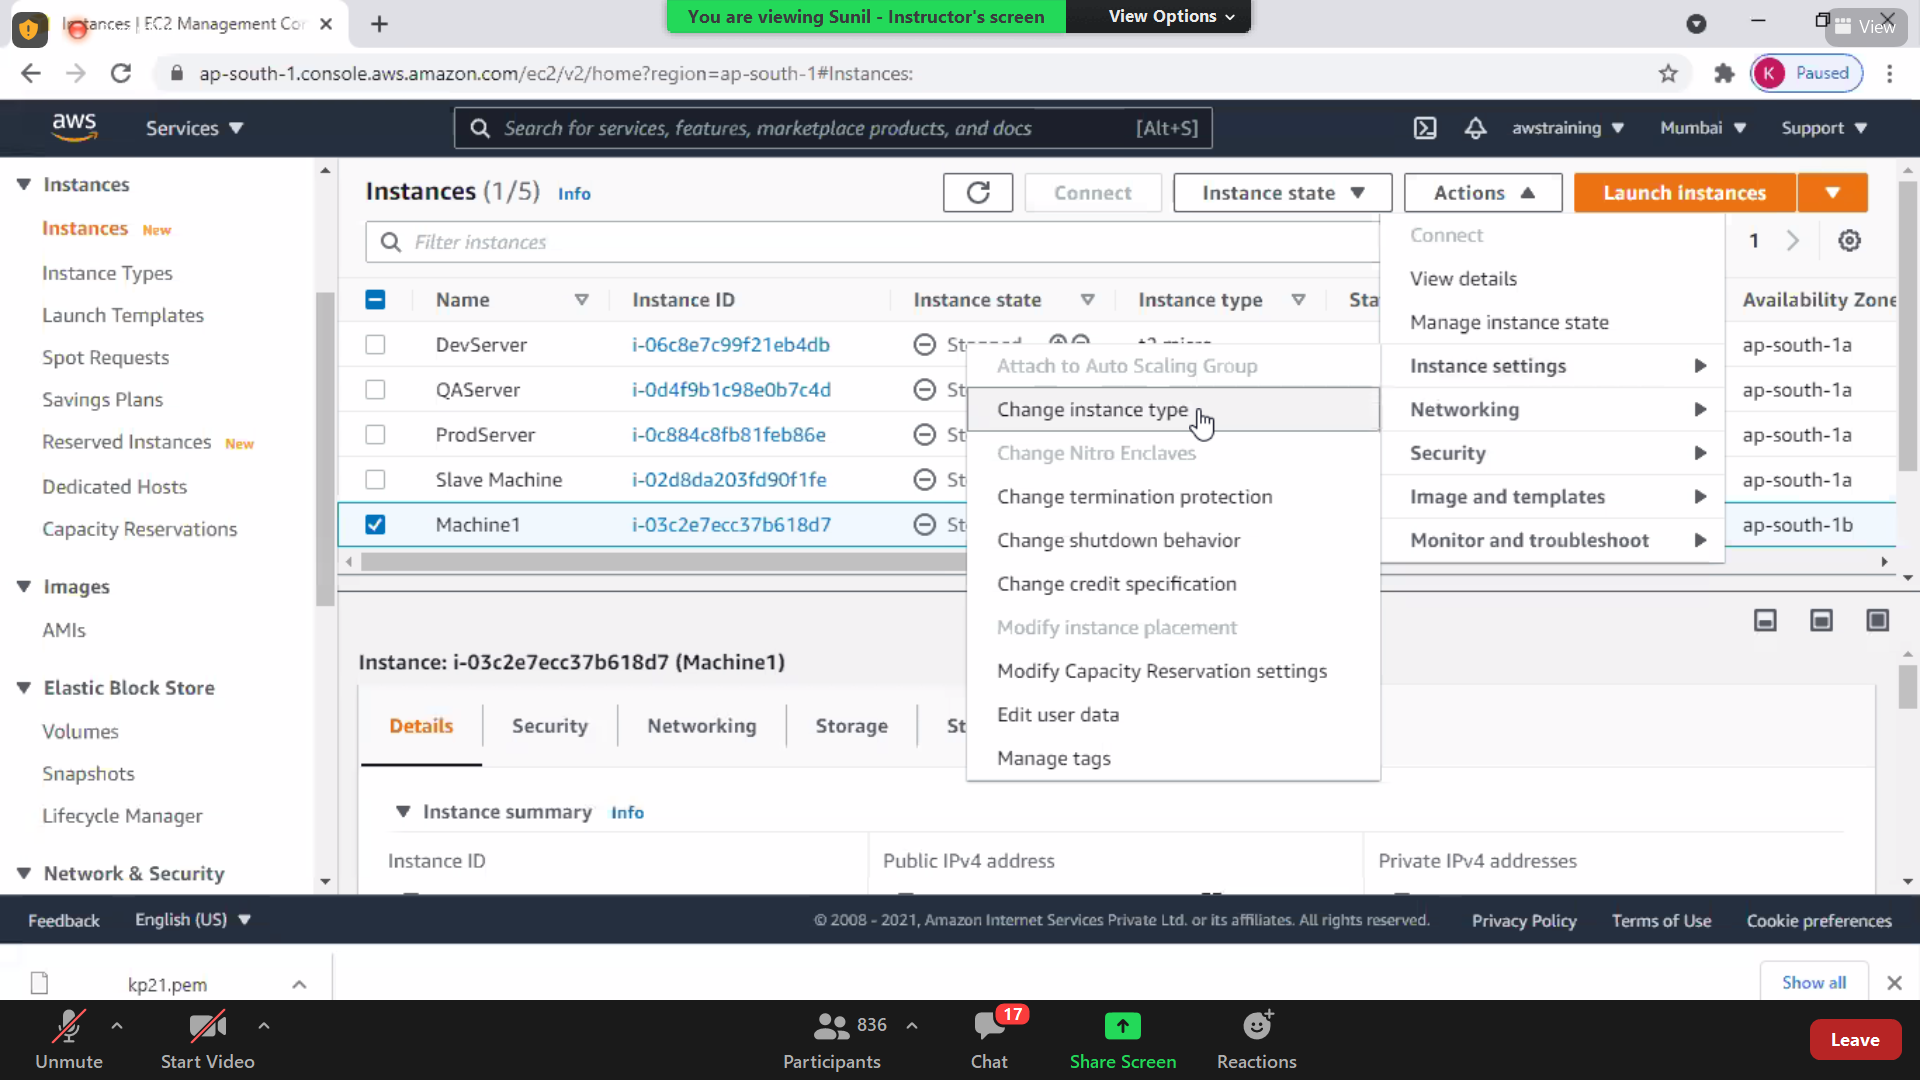 Instances | EC2 Management Con
You are viewing Sunil - Instructor's screen
View Options
View
ap-south-1.console.aws.amazon.com/ec2/v2/home?region=ap-south-1#Instances:
K
Paused
aws
Services
Search for services, features, marketplace products, and docs
[Alt+S]
awstraining
Mumbai
Support
Instances
Instances New
Instance Types
Launch Templates
Spot Requests
Savings Plans
Reserved Instances New
Dedicated Hosts
Capacity Reservations
Images
AMIs
Elastic Block Store
Volumes
Snapshots
Lifecycle Manager
Network & Security
Instances (1/5) Info
Connect
Instance state
Actions
Launch instances
Filter instances
1
Name
Instance ID
Instance state
Instance type
Sta
Availability Zone
DevServer
i-06c8e7c99f21eb4db
ap-south-1a
QAServer
i-0d4f9b1c98e0b7c4d
St
ap-south-1a
ProdServer
i-0c884c8fb81feb86e
St
ap-south-1a
Slave Machine
i-02d8da203fd90f1fe
St
ap-south-1a
Machine1
i-03c2e7ecc37b618d7
St
ap-south-1b
Connect
View details
Manage instance state
Instance settings
Networking
Security
Image and templates
Monitor and troubleshoot
Attach to Auto Scaling Group
Change instance type
Change Nitro Enclaves
Change termination protection
Change shutdown behavior
Change credit specification
Modify instance placement
Modify Capacity Reservation settings
Edit user data
Manage tags
Instance: i-03c2e7ecc37b618d7 (Machine1)
Details
Security
Networking
Storage
St
Instance summary Info
Instance ID
Public IPv4 address
Private IPv4 addresses
Feedback
English (US)
© 2008 - 2021, Amazon Internet Services Private Ltd. or its affiliates. All rights reserved.
Privacy Policy
Terms of Use
Cookie preferences
kp21.pem
Show all
Unmute
Start Video
836
Participants
17
Chat
Share Screen
Reactions
Leave